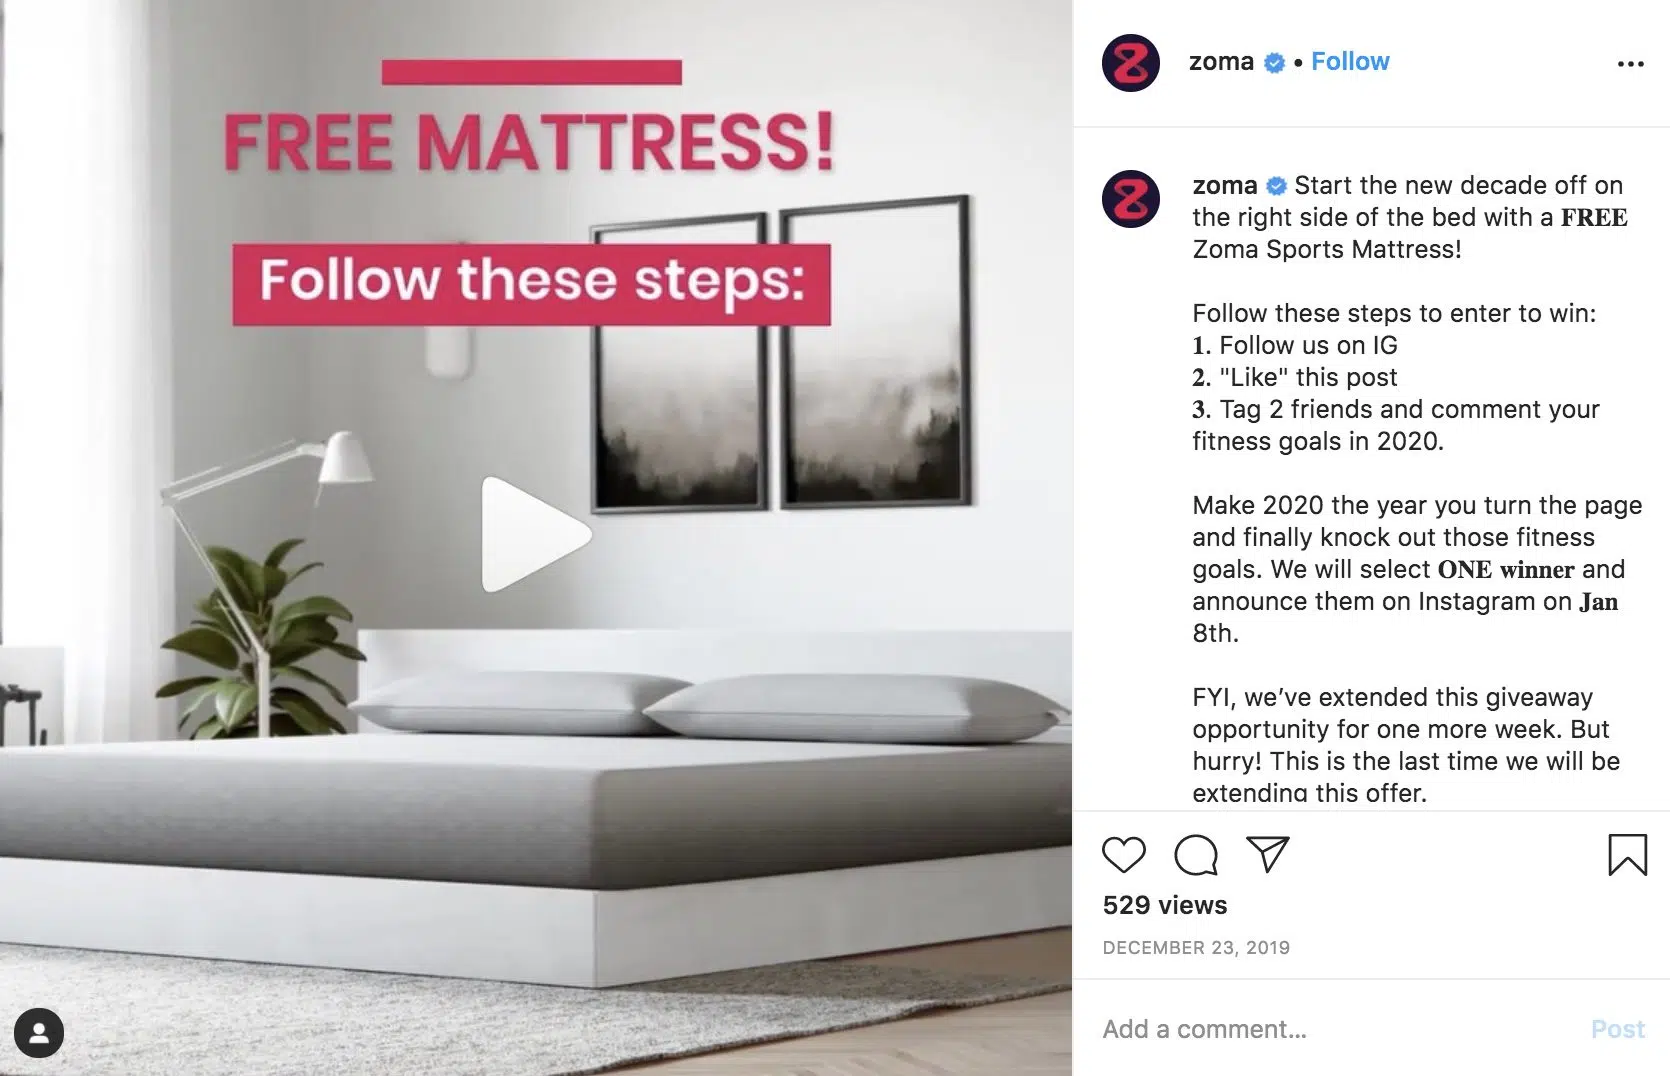 FREE MATTRESS!
Follow these steps:
zoma • Follow
zoma Start the new decade off on
the right side of the bed with a FREE
Zoma Sports Mattress!
Follow these steps to enter to win:
1. Follow us on IG
2. "Like" this post
3. Tag 2 friends and comment your
fitness goals in 2020.
Make 2020 the year you turn the page
and finally knock out those fitness
goals. We will select ONE winner and
announce them on Instagram on Jan
8th.
FYI, we’ve extended this giveaway
opportunity for one more week. But
hurry! This is the last time we will be
extending this offer.
529 views
DECEMBER 23, 2019
Add a comment...
Post